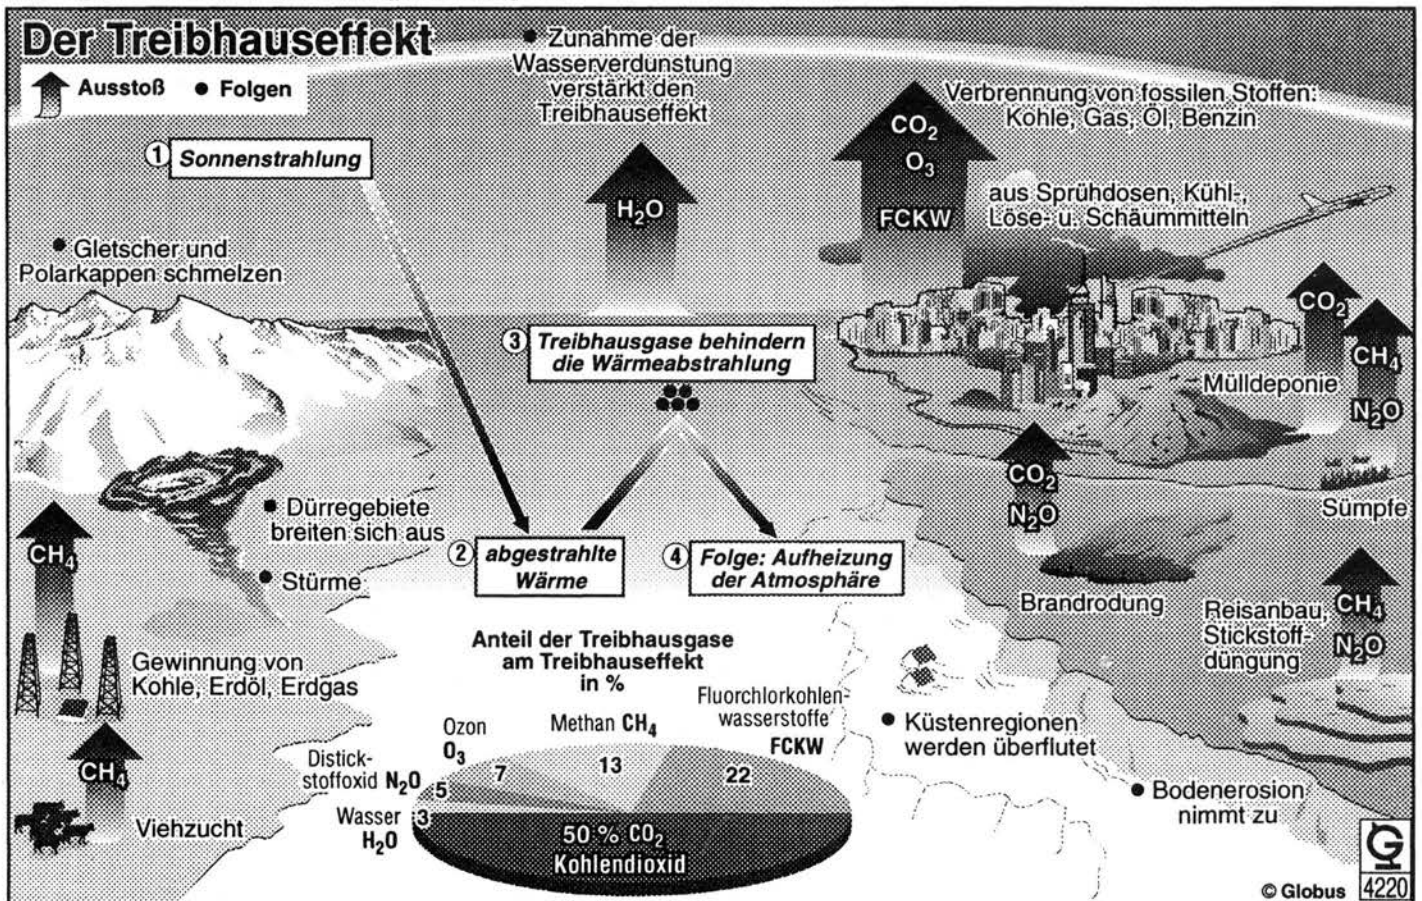 Der Treibhauseffekt
Ausstoß • Folgen
• Zunahme der
Wasserverdunstung
verstärkt den
Treibhauseffekt
Verbrennung von fossilen Stoffen:
Kohle, Gas, Öl, Benzin
CO₂
O₃
FCKW
aus Sprühdosen, Kühl-,
Löse- u. Schäummitteln
① Sonnenstrahlung
H₂O
• Gletscher und
Polarkappen schmelzen
③ Treibhausgase behindern
die Wärmeabstrahlung
CO₂
CH₄
N₂O
Mülldeponie
Sümpfe
CO₂
N₂O
Brandrodung
• Dürregebiete
breiten sich aus
• Stürme
② abgestrahlte
Wärme
④ Folge: Aufheizung
der Atmosphäre
CH₄
Gewinnung von
Kohle, Erdöl, Erdgas
CH₄
Viehzucht
Reisanbau,
Stickstoff-
düngung
CH₄
N₂O
• Küstenregionen
werden überflutet
• Bodenerosion
nimmt zu
Anteil der Treibhausgase
am Treibhauseffekt
in %
Fluorchlorkohlen-
wasserstoffe
FCKW
22
Methan CH₄
13
Ozon
O₃
7
Distick-
stoffoxid N₂O
5
Wasser
H₂O
3
50 % CO₂
Kohlendioxid
G
4220
© Globus